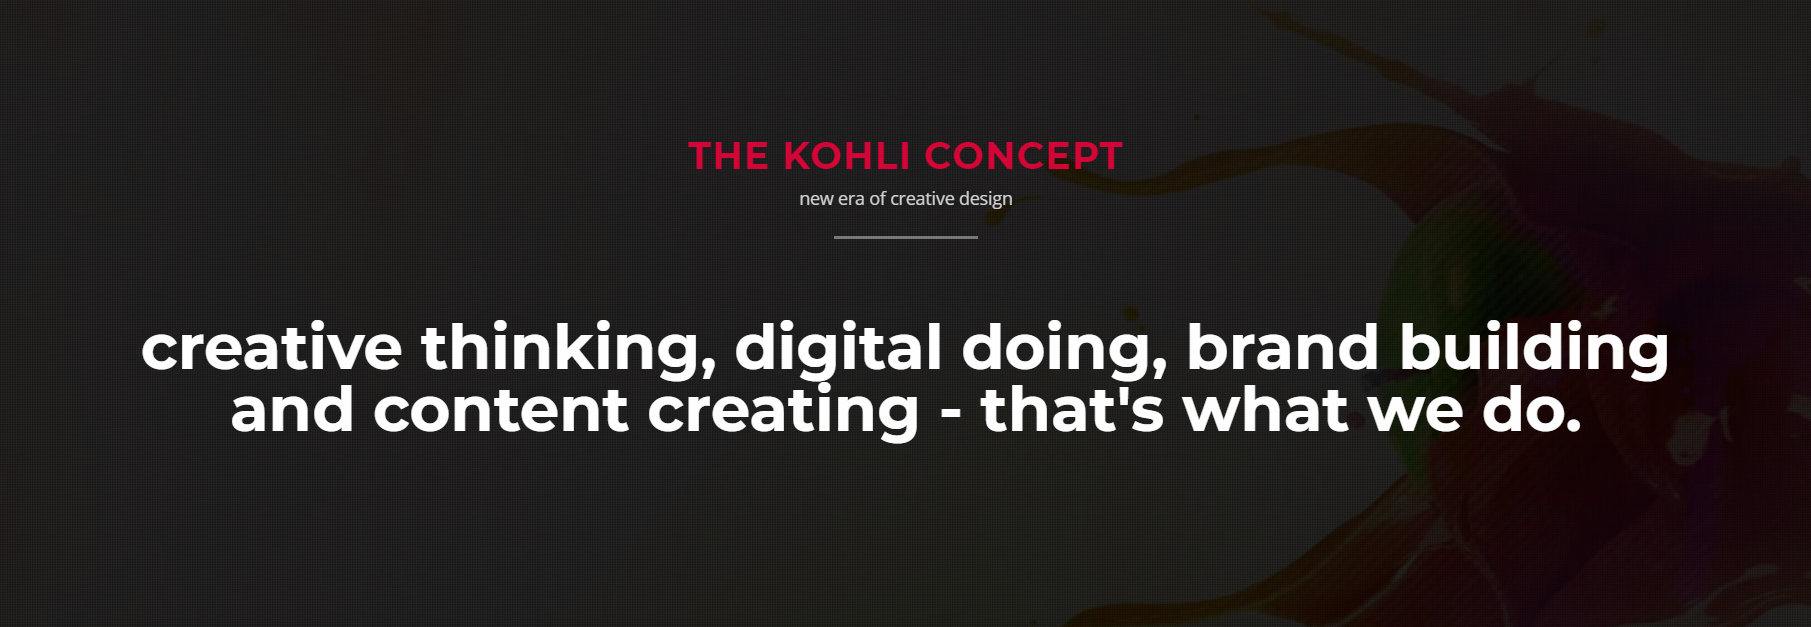 THE KOHLI CONCEPT
new era of creative design
creative thinking, digital doing, brand building
and content creating - that's what we do.